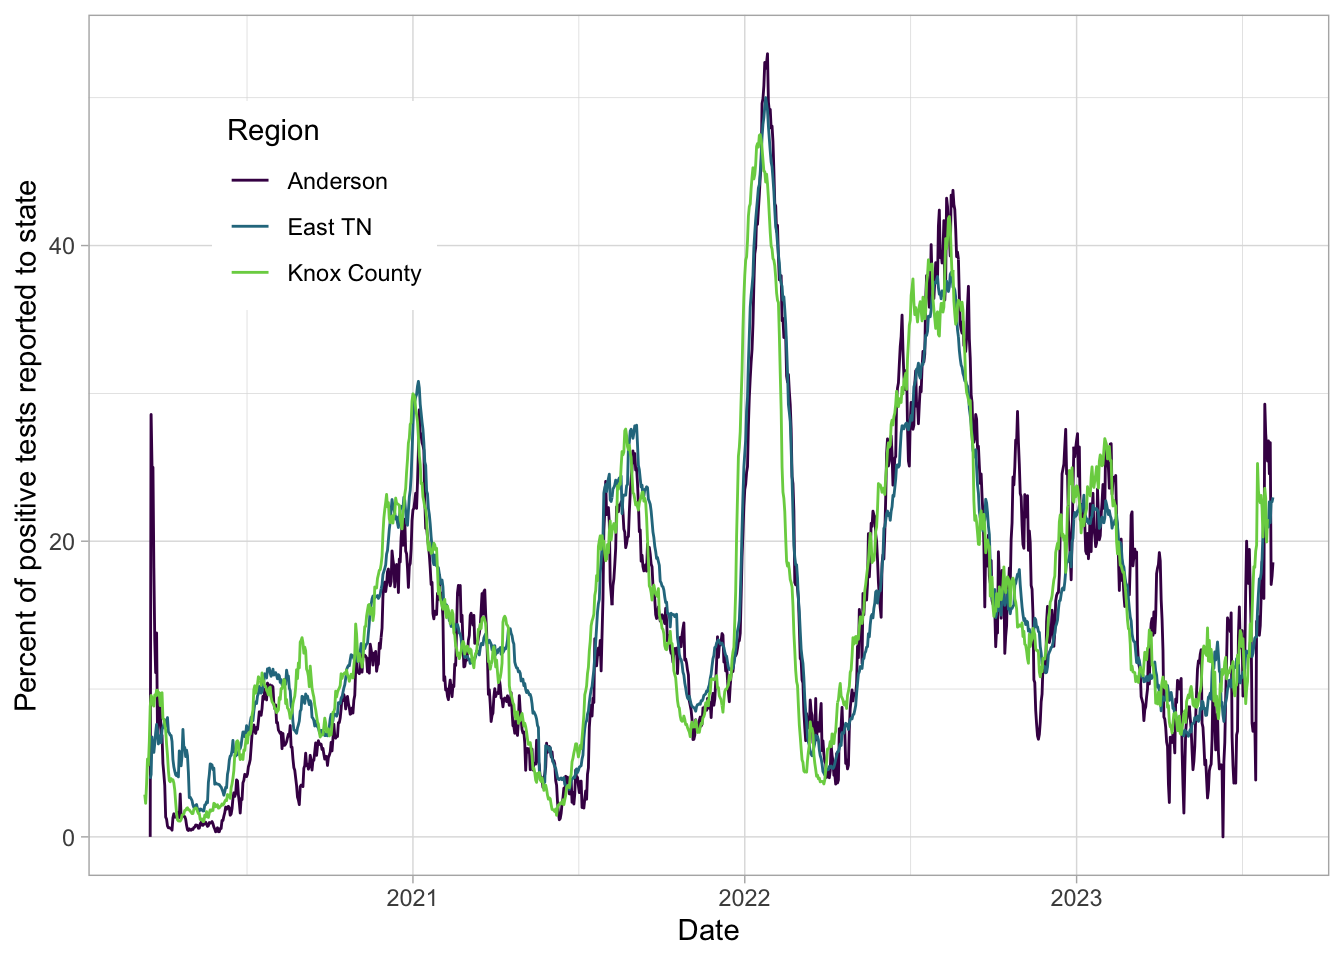 Region
Anderson
East TN
Knox County
Percent of positive tests reported to state
40
20
0
2021
2022
2023
Date